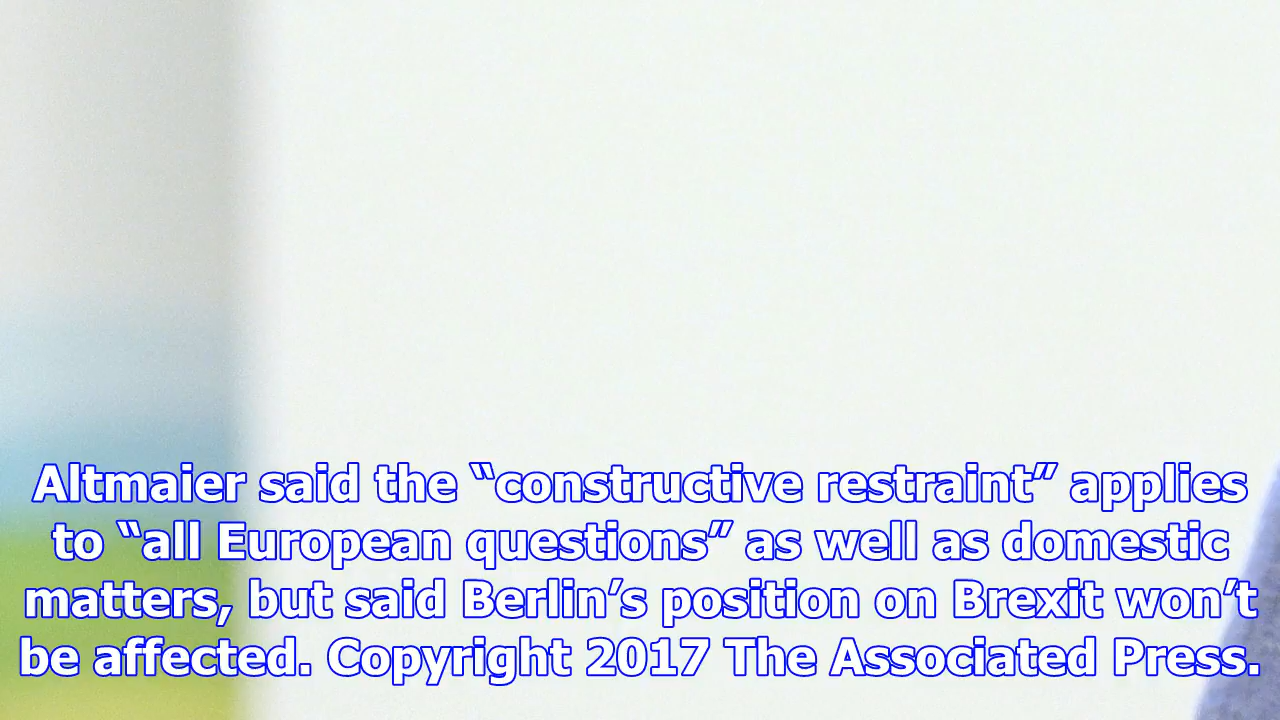 Altmaier said the “constructive restraint” applies
to “all European questions” as well as domestic
matters, but said Berlin’s position on Brexit won’t
be affected. Copyright 2017 The Associated Press.